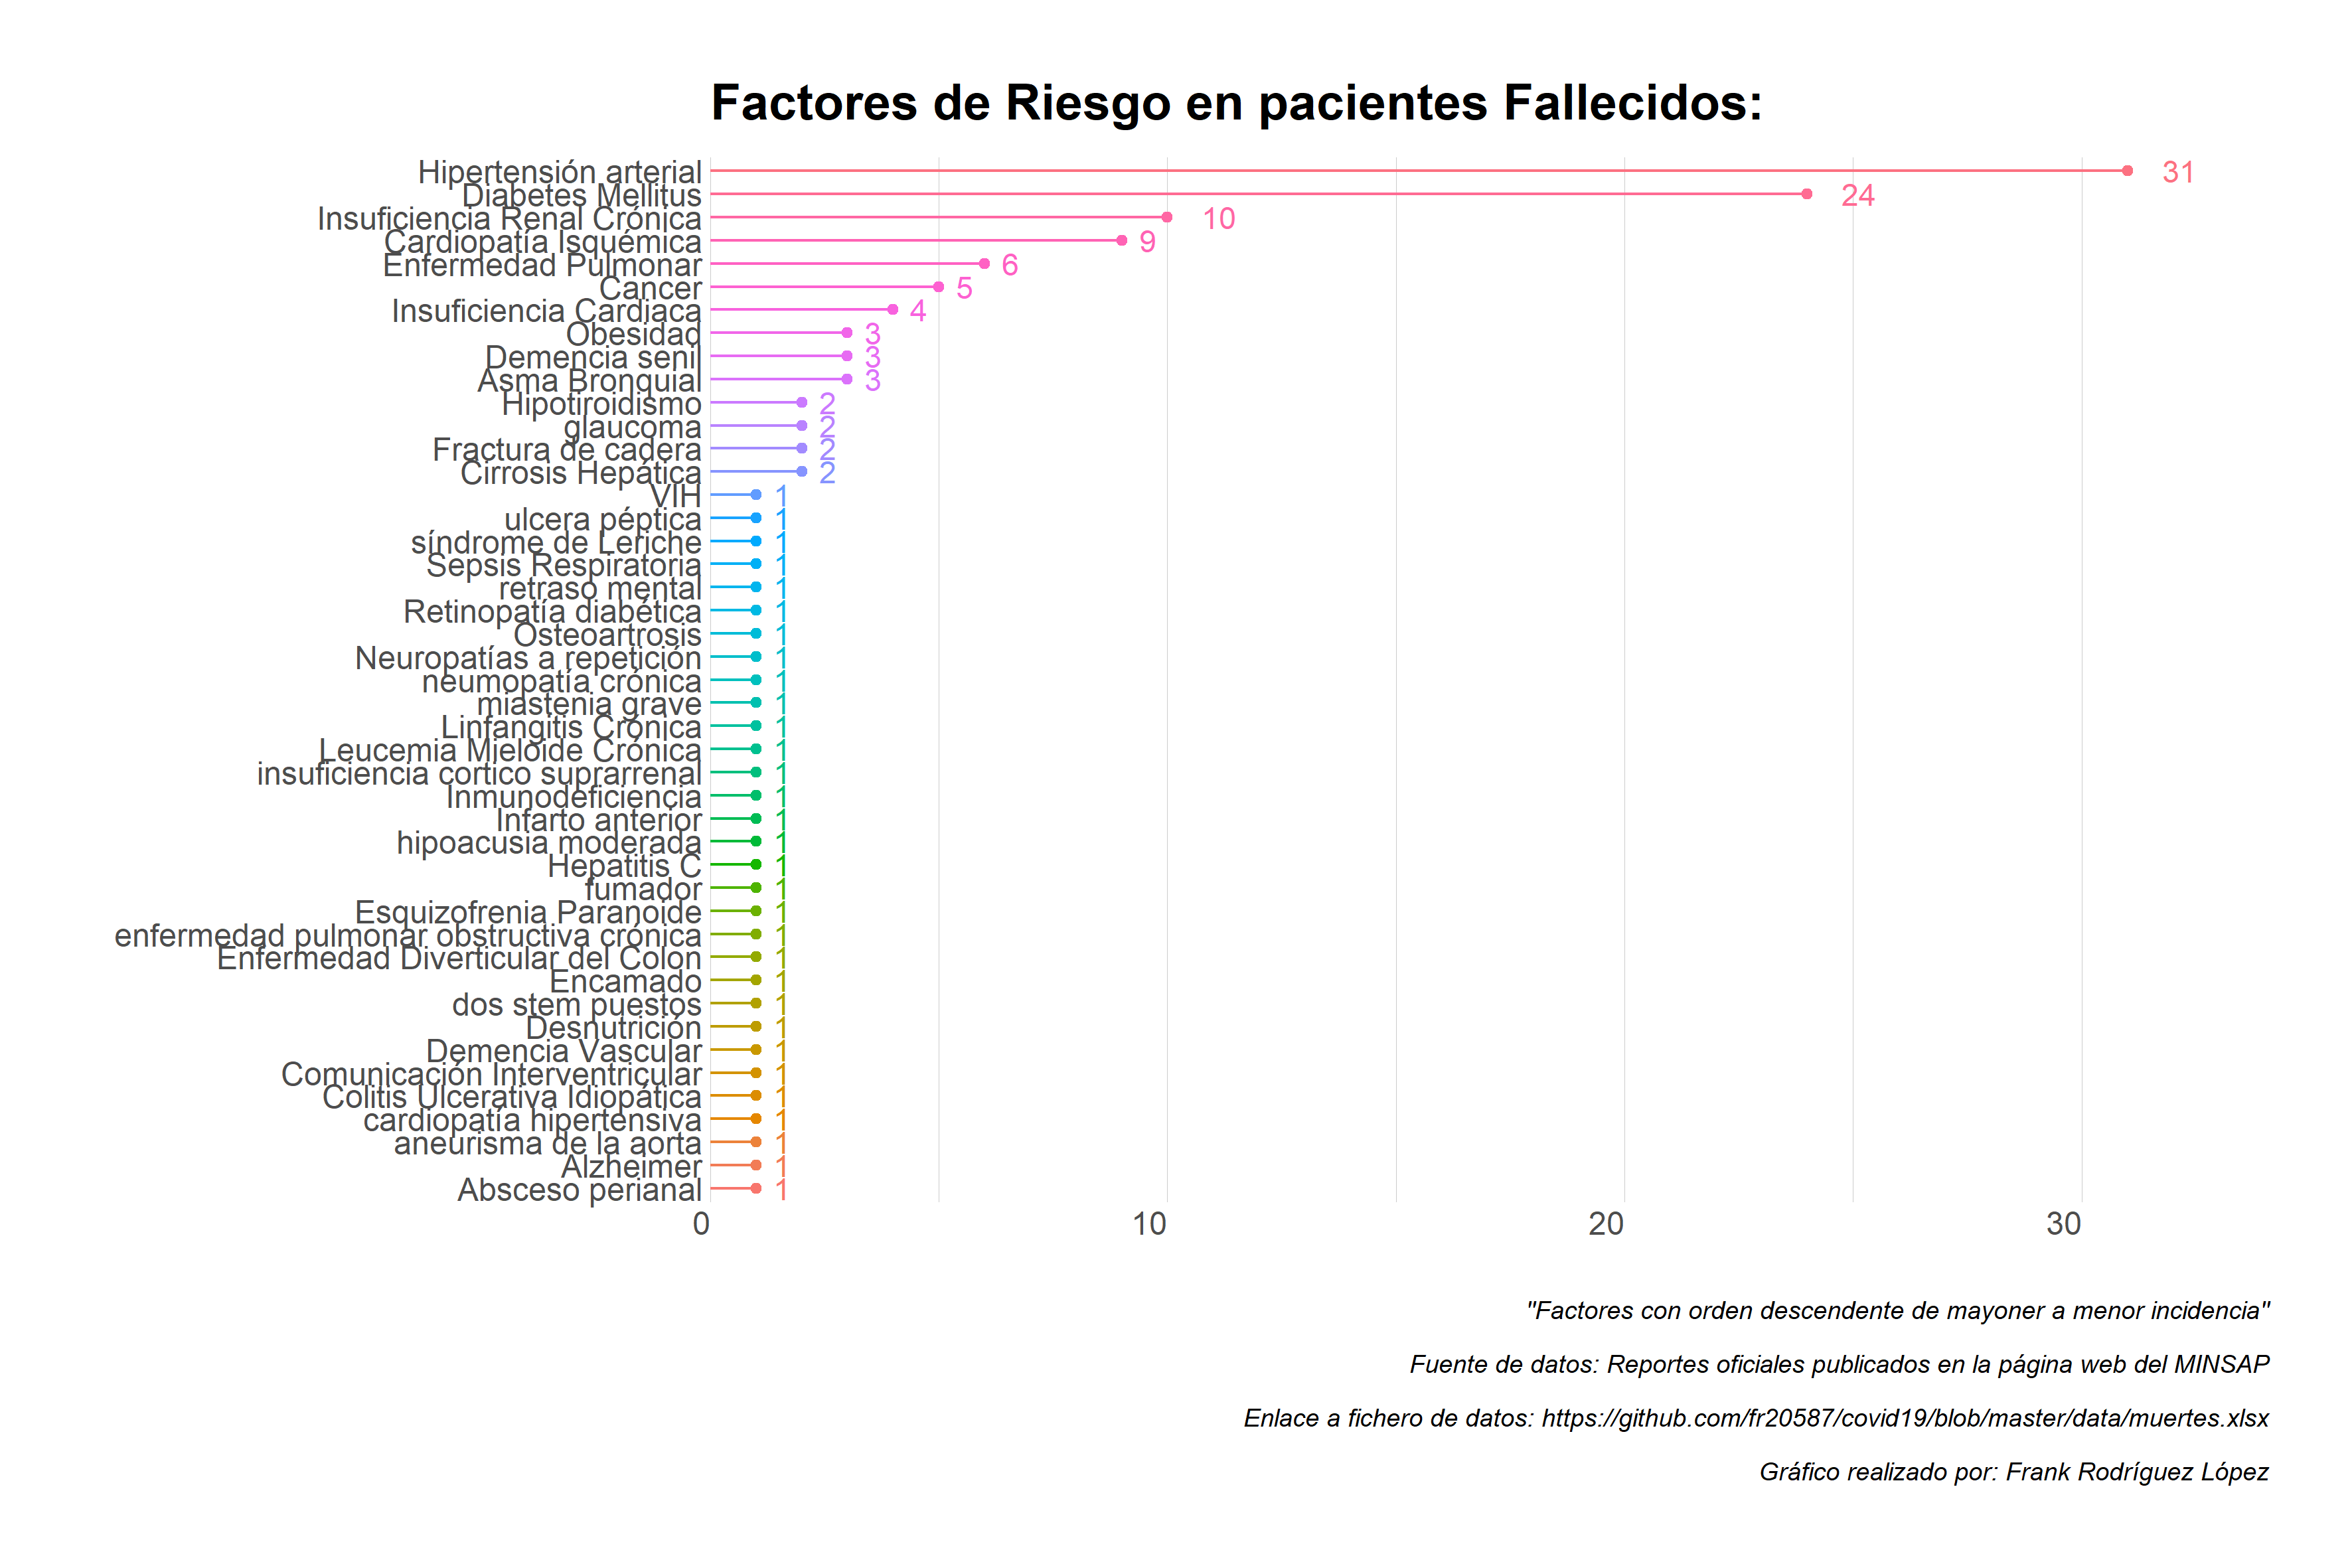 Factores de Riesgo en pacientes Fallecidos:
Hipertensión arterial 31
Diabetes Mellitus 24
Insuficiencia Renal Crónica 10
Cardiopatía Isquémica 9
Enfermedad Pulmonar 6
Cancer 5
Insuficiencia Cardiaca 4
Obesidad 3
Demencia senil 3
Asma Bronquial 3
Hipotiroidismo 2
glaucoma 2
Fractura de cadera 2
Cirrosis Hepática 2
VIH 1
ulcera péptica 1
síndrome de Leriche 1
Sepsis Respiratoria 1
retraso mental 1
Retinopatía diabética 1
Osteoartrosis 1
Neuropatías a repetición 1
neumopatía crónica 1
miastenia grave 1
Linfangitis Crónica 1
Leucemia Mieloide Crónica 1
insuficiencia cortico suprarrenal 1
Inmunodeficiencia 1
Infarto anterior 1
hipoacusia moderada 1
Hepatitis C 1
fumador 1
Esquizofrenia Paranoide 1
enfermedad pulmonar obstructiva crónica 1
Enfermedad Diverticular del Colon 1
Encamado 1
dos stem puestos 1
Desnutrición 1
Demencia Vascular 1
Comunicación Interventricular 1
Colitis Ulcerativa Idiopática 1
cardiopatía hipertensiva 1
aneurisma de la aorta 1
Alzheimer 1
Absceso perianal 1
0 10 20 30
"Factores con orden descendente de mayoner a menor incidencia"
Fuente de datos: Reportes oficiales publicados en la página web del MINSAP
Enlace a fichero de datos: https://github.com/fr20587/covid19/blob/master/data/muertes.xlsx
Gráfico realizado por: Frank Rodríguez López